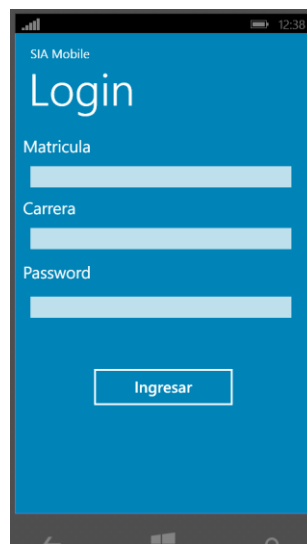 12:38
SIA Mobile
Login
Matricula
Carrera
Password
Ingresar